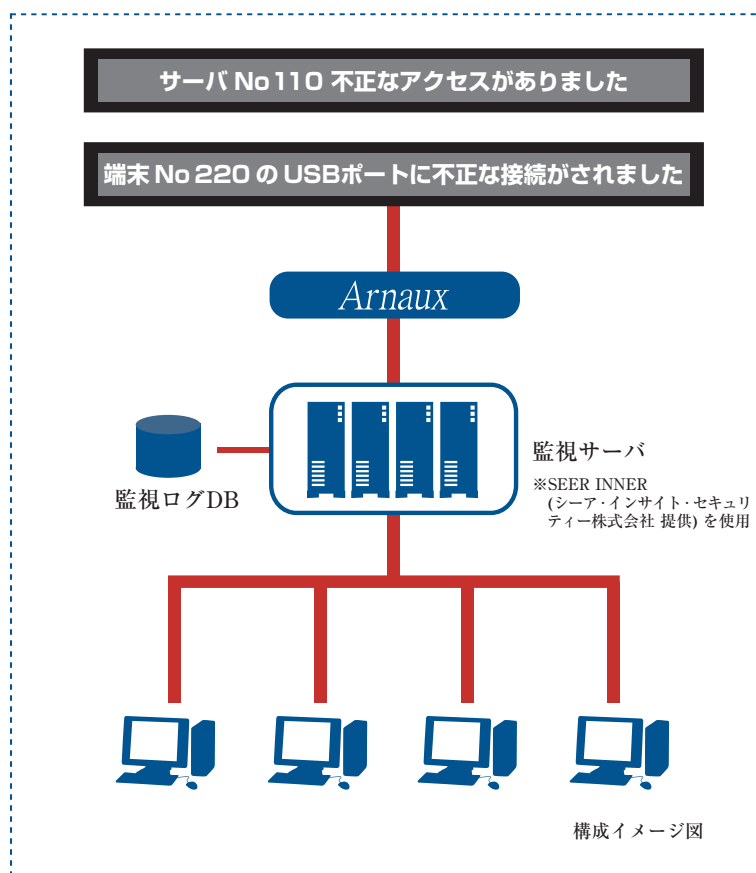 サーバ No 110 不正なアクセスがありました
端末 No 220 の USBポートに不正な接続がされました
Arnaux
監視サーバ
※SEER INNER
(シーア・インサイト・セキュリ
ティー株式会社 提供) を使用
監視ログDB
構成イメージ図